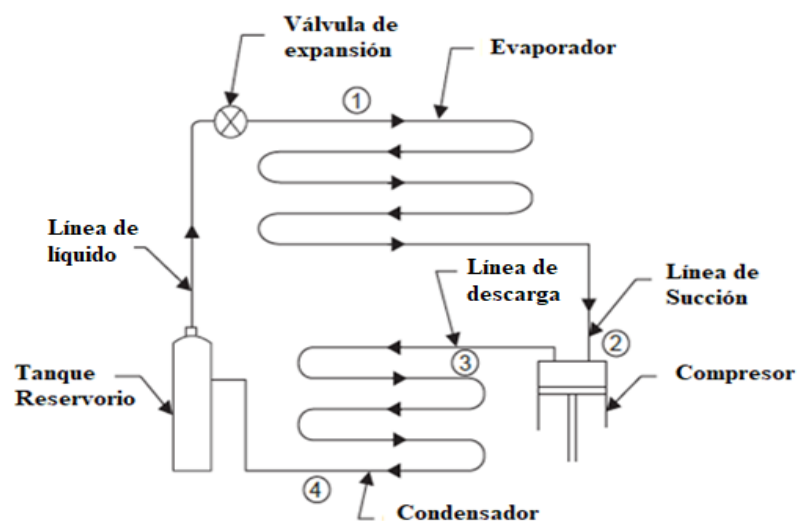 Válvula de
expansión
Evaporador
①
Línea de
líquido
Línea de
descarga
Línea de
Succión
②
③
Tanque
Reservorio
Compresor
④
Condensador